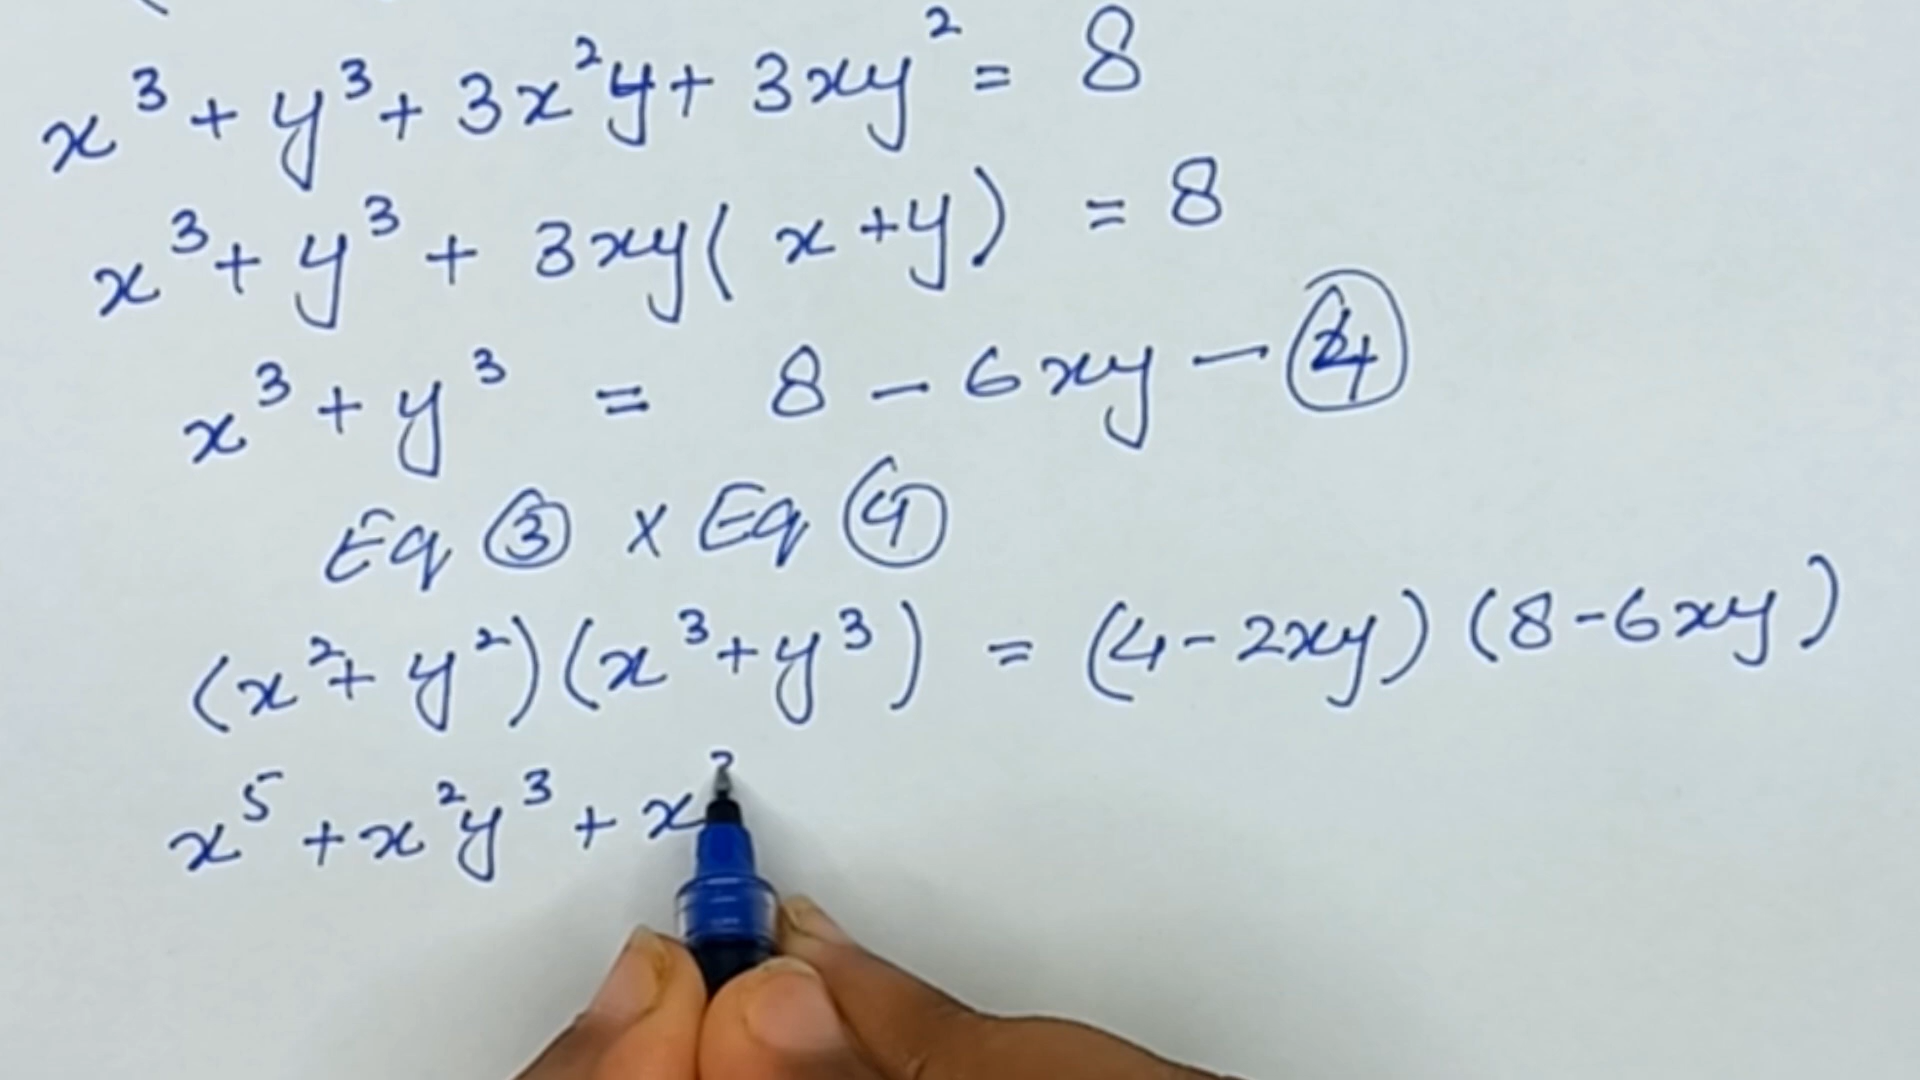 x³ + y³ + 3x²y + 3xy² = 8
x³ + y³ + 3xy( x + y) = 8
x³ + y³ = 8 - 6xy - ④
Eq ③ × Eq ④
(x² + y²)(x³ + y³) = (4 - 2xy)(8 - 6xy)
x⁵ + x²y³ + x